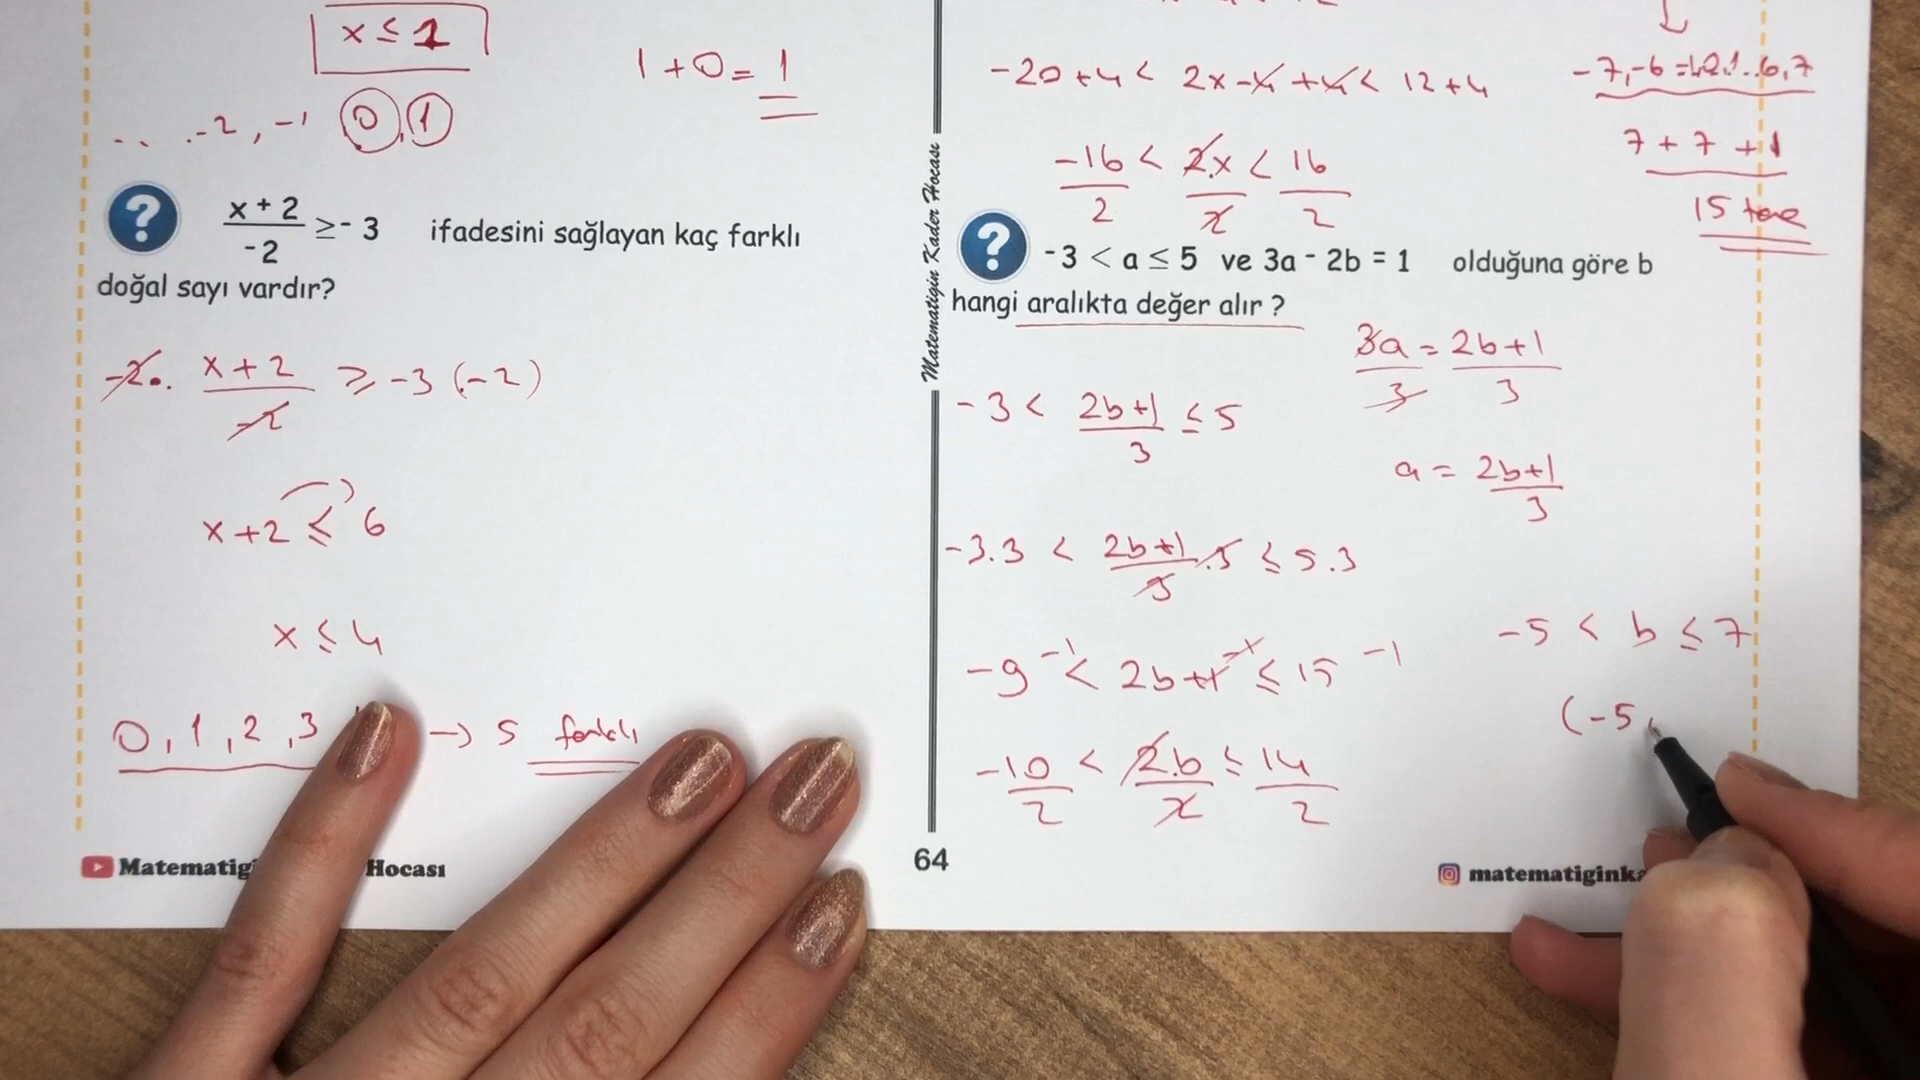 x ≤ 1
1 + 0 = 1
.. .-2, -1 0, 1
x + 2 / -2 ≥ - 3 ifadesini sağlayan kaç farklı
doğal sayı vardır?
-2. x + 2 / -2 ≥ -3 (-2)
x + 2 ≤ 6
x ≤ 4
0, 1, 2, 3 → 5 farklı
Matematiği Hocası
Matematiğin Kader Hocası
64
-20 + 4 < 2x - 4 + 4 < 12 + 4
-16 / 2 < 2x / 2 < 16 / 2
7 + 7 + 1
15 tane
-3 < a ≤ 5 ve 3a - 2b = 1 olduğuna göre b
hangi aralıkta değer alır ?
3a / 3 = 2b + 1 / 3
-3 < 2b + 1 / 3 ≤ 5
a = 2b + 1 / 3
-3.3 < 2b + 1 / 3 .3 ≤ 5.3
-9 -1 < 2b + 1 -1 ≤ 15 -1
-10 / 2 < 2b / 2 ≤ 14 / 2
-5 < b ≤ 7
(-5,
matematiginka